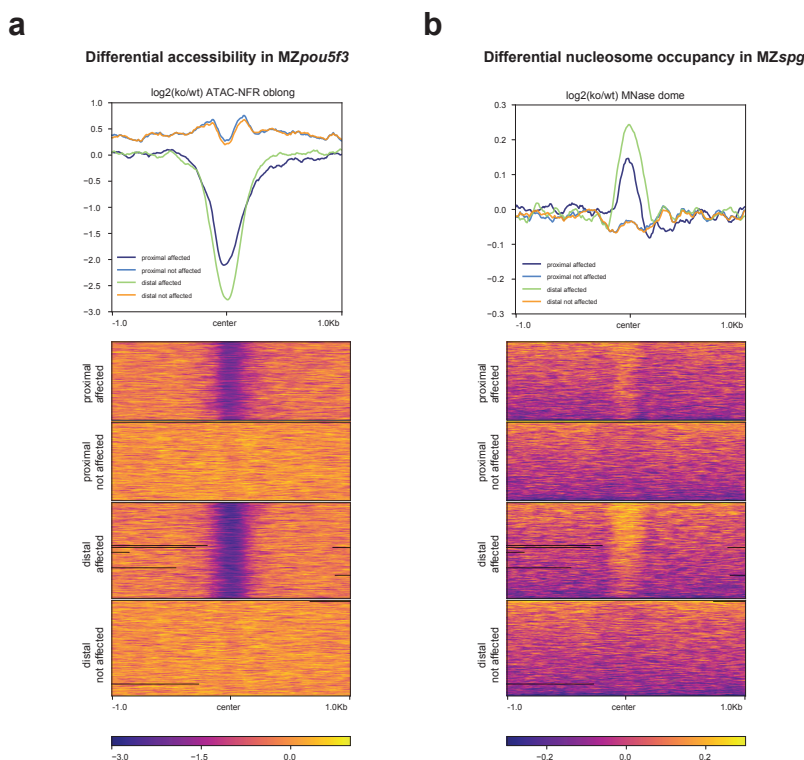 a
Differential accessibility in MZpou5f3
log2(ko/wt) ATAC-NFR oblong
1.0
0.5
0.0
−0.5
−1.0
−1.5
−2.0
−2.5
−3.0
proximal affected
proximal not affected
distal affected
distal not affected
-1.0
center
1.0Kb
proximal
affected
proximal
not affected
distal
affected
distal
not affected
-1.0
center
1.0Kb
−3.0
−1.5
0.0
b
Differential nucleosome occupancy in MZspg
log2(ko/wt) MNase dome
0.3
0.2
0.1
0.0
−0.1
−0.2
−0.3
proximal affected
proximal not affected
distal affected
distal not affected
-1.0
center
1.0Kb
proximal
affected
proximal
not affected
distal
affected
distal
not affected
-1.0
center
1.0Kb
−0.2
0.0
0.2